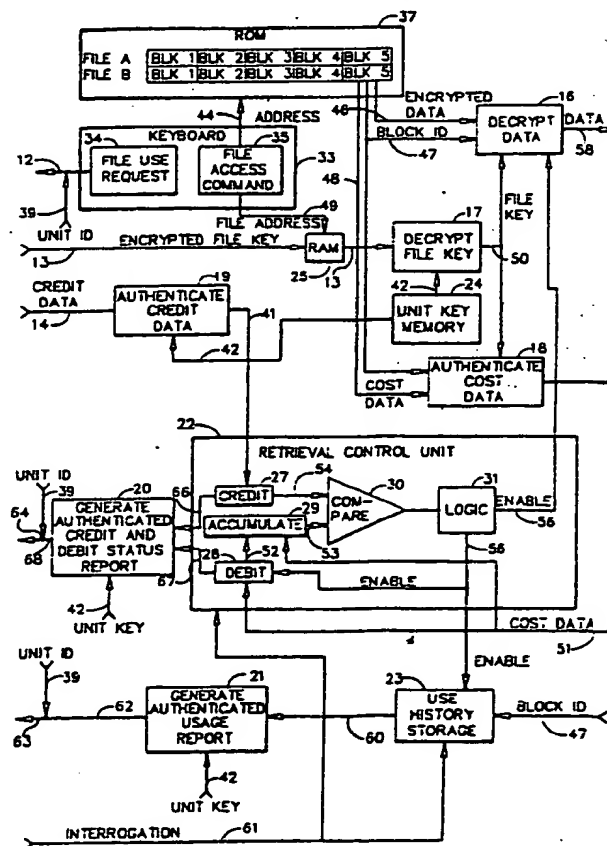 37
ROM
FILE A BLK 1 BLK 2 BLK 3 BLK 4 BLK 5
FILE B BLK 1 BLK 2 BLK 3 BLK 4 BLK 5
44
ADDRESS
46
ENCRYPTED DATA
16
DECRYPT DATA
DATA
58
BLOCK ID
47
KEYBOARD
34
FILE USE REQUEST
35
FILE ACCESS COMMAND
33
12
39
UNIT ID
48
FILE KEY
49
FILE ADDRESS
17
DECRYPT FILE KEY
50
ENCRYPTED FILE KEY
13
RAM
25
13
42
24
UNIT KEY MEMORY
CREDIT DATA
14
19
AUTHENTICATE CREDIT DATA
41
42
18
AUTHENTICATE COST DATA
COST DATA
22
RETRIEVAL CONTROL UNIT
UNIT ID
39
64
68
20
GENERATE AUTHENTICATED CREDIT AND DEBIT STATUS REPORT
66
67
27
CREDIT
54
29
ACCUMULATE
53
30
COMPARE
31
LOGIC
ENABLE
56
56
28
52
DEBIT
ENABLE
42
UNIT KEY
COST DATA
51
ENABLE
UNIT ID
39
63
62
21
GENERATE AUTHENTICATED USAGE REPORT
60
23
USE HISTORY STORAGE
BLOCK ID
47
42
UNIT KEY
INTERROGATION
61